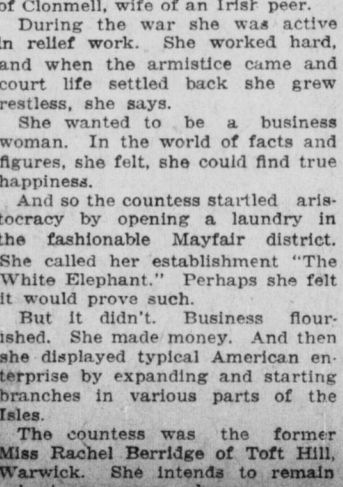 of Clonmell, wife of an Irish peer.
During the war she was active
in relief work. She worked hard,
and when the armistice came and
court life settled back she grew
restless, she says.
She wanted to be a business
woman. In the world of facts and
figures, she felt, she could find true
happiness.
And so the countess startled aris-
tocracy by opening a laundry in
the fashionable Mayfair district.
She called her establishment "The
White Elephant." Perhaps she felt
it would prove such.
But it didn't. Business flour-
ished. She made money. And then
she displayed typical American en-
terprise by expanding and starting
branches in various parts of the
Isles.
The countess was the former
Miss Rachel Berridge of Toft Hill,
Warwick. She intends to remain